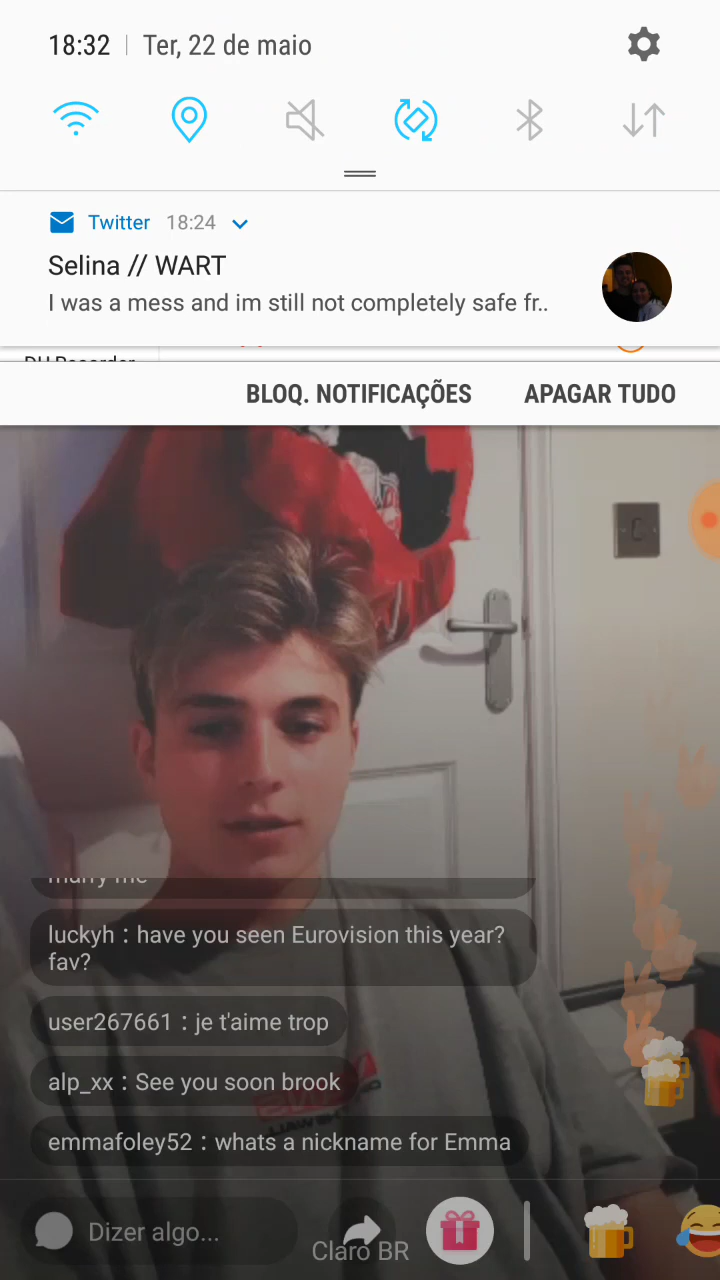 18:32 | Ter, 22 de maio
Twitter 18:24
Selina // WART
I was a mess and im still not completely safe fr..
BLOQ. NOTIFICAÇÕES APAGAR TUDO
marry me
luckyh : have you seen Eurovision this year?
fav?
user267661 : je t'aime trop
alp_xx : See you soon brook
emmafoley52 : whats a nickname for Emma
Dizer algo...
Claro BR